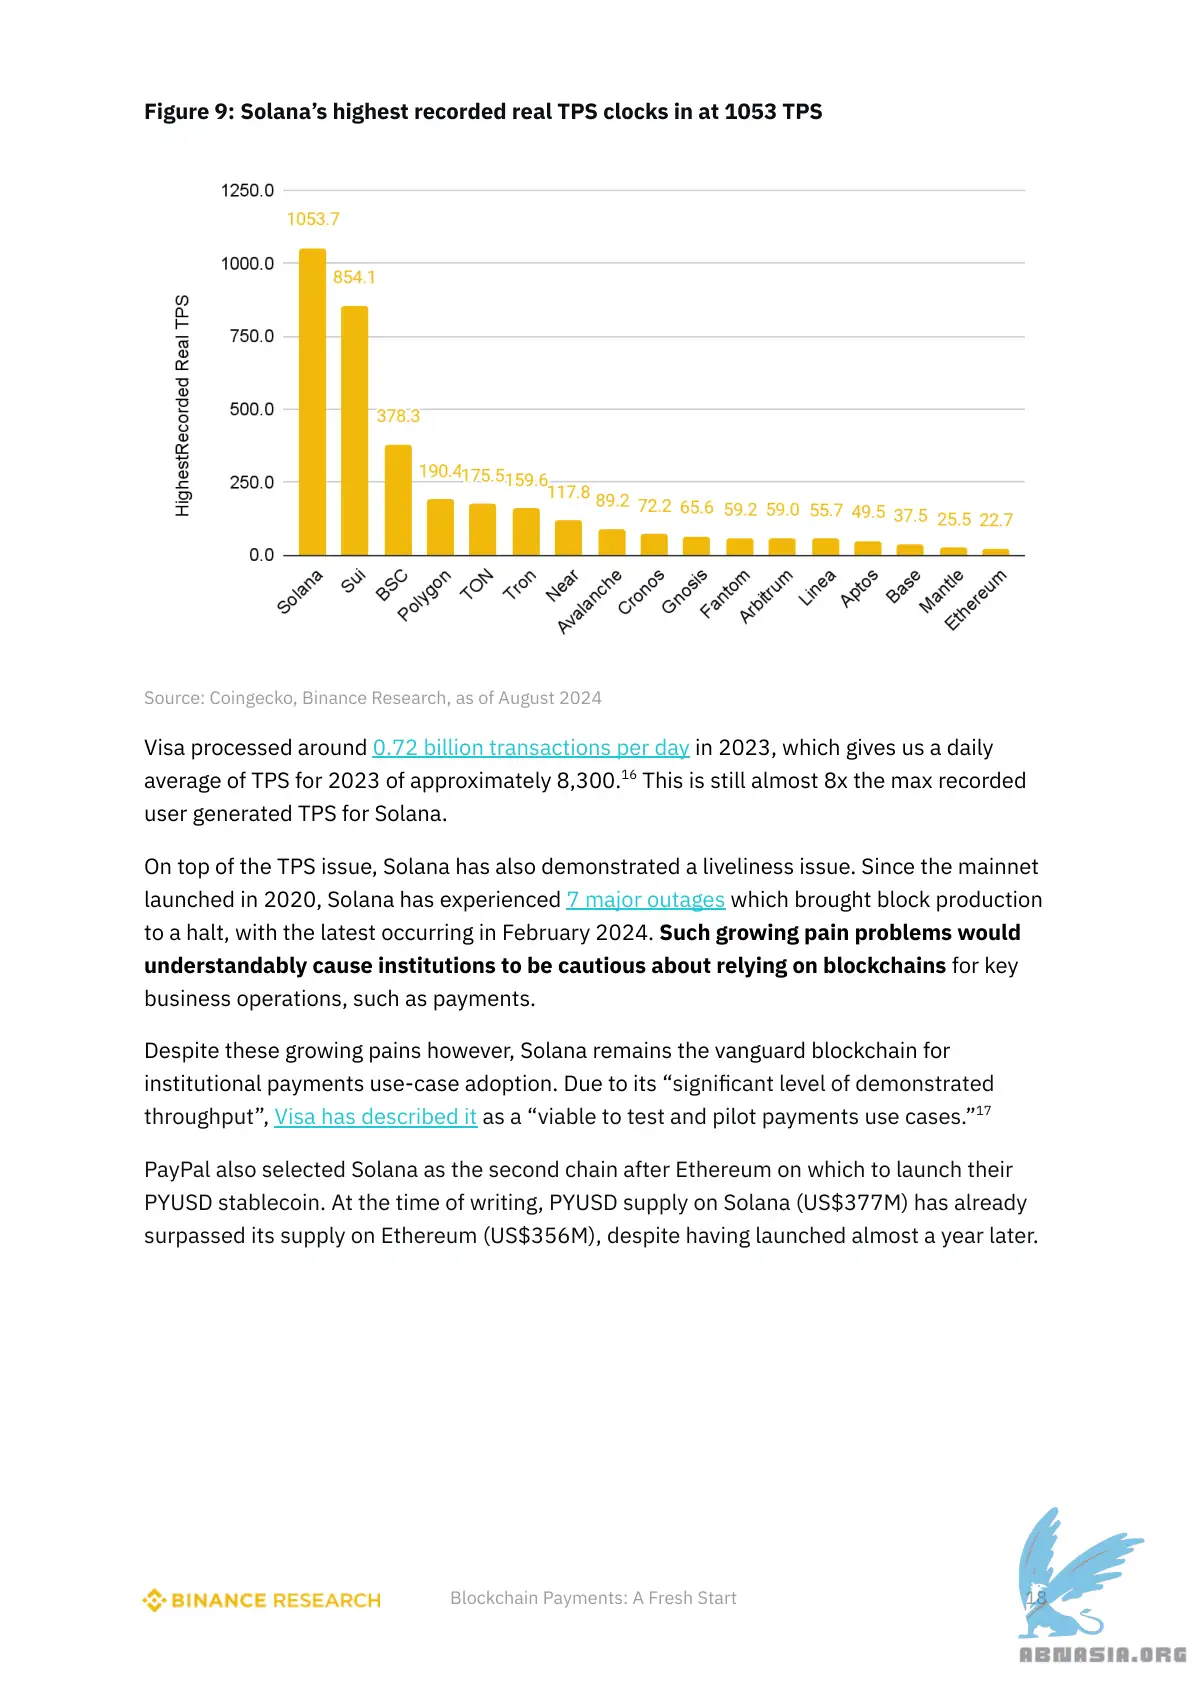 Figure 9: Solana’s highest recorded real TPS clocks in at 1053 TPS
HighestRecorded Real TPS
1250.0
1000.0
750.0
500.0
250.0
0.0
1053.7
854.1
378.3
190.4
175.5
159.6
117.8
89.2
72.2
65.6
59.2
59.0
55.7
49.5
37.5
25.5
22.7
Solana
Sui
BSC
Polygon
TON
Tron
Near
Avalanche
Cronos
Gnosis
Fantom
Arbitrum
Linea
Aptos
Base
Mantle
Ethereum
Source: Coingecko, Binance Research, as of August 2024
Visa processed around 0.72 billion transactions per day in 2023, which gives us a daily
average of TPS for 2023 of approximately 8,300.16 This is still almost 8x the max recorded
user generated TPS for Solana.
On top of the TPS issue, Solana has also demonstrated a liveliness issue. Since the mainnet
launched in 2020, Solana has experienced 7 major outages which brought block production
to a halt, with the latest occurring in February 2024. Such growing pain problems would
understandably cause institutions to be cautious about relying on blockchains for key
business operations, such as payments.
Despite these growing pains however, Solana remains the vanguard blockchain for
institutional payments use-case adoption. Due to its “significant level of demonstrated
throughput”, Visa has described it as a “viable to test and pilot payments use cases.”17
PayPal also selected Solana as the second chain after Ethereum on which to launch their
PYUSD stablecoin. At the time of writing, PYUSD supply on Solana (US$377M) has already
surpassed its supply on Ethereum (US$356M), despite having launched almost a year later.
BINANCE RESEARCH
Blockchain Payments: A Fresh Start
18
ABNASIA.ORG